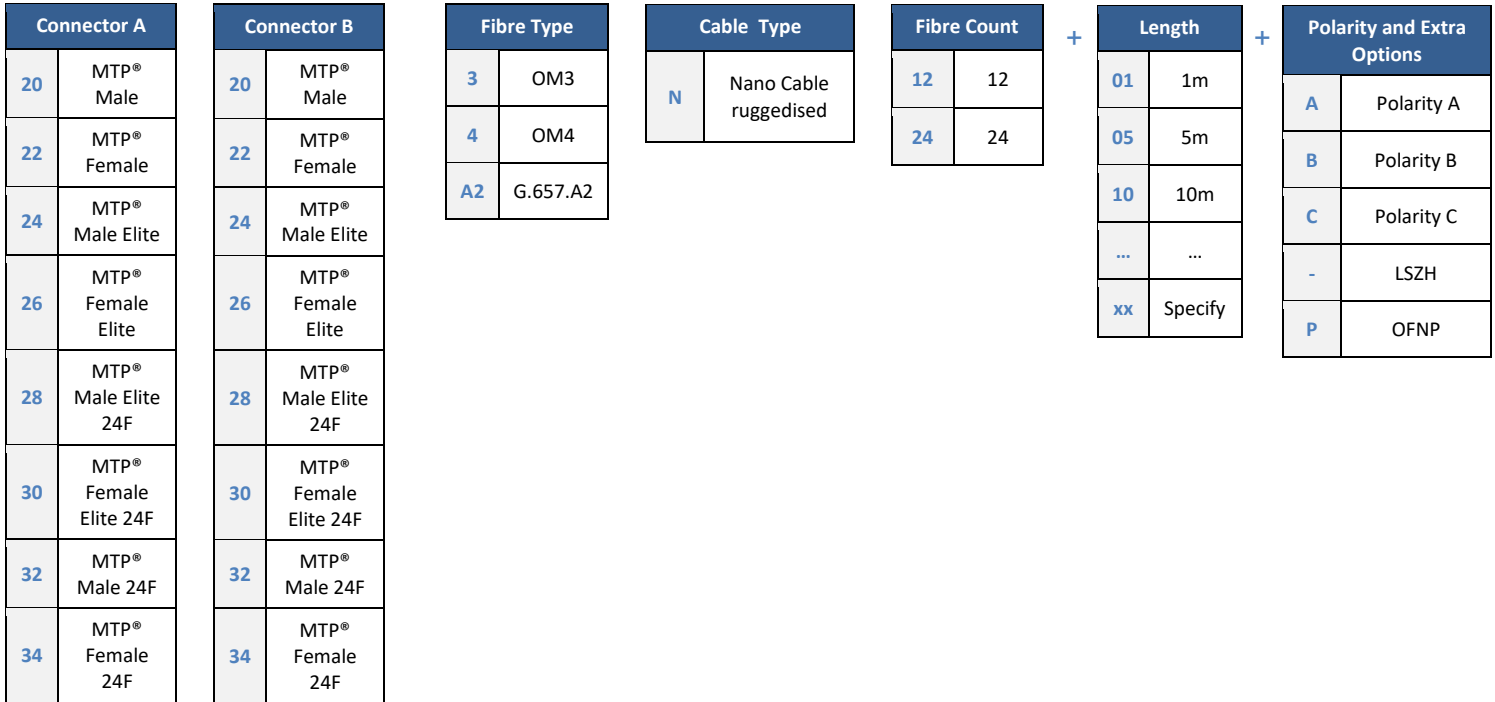 Connector A
20 MTP®
Male
22 MTP®
Female
24 MTP®
Male Elite
26 MTP®
Female
Elite
28 MTP®
Male Elite
24F
30 MTP®
Female
Elite 24F
32 MTP®
Male 24F
34 MTP®
Female
24F
Connector B
20 MTP®
Male
22 MTP®
Female
24 MTP®
Male Elite
26 MTP®
Female
Elite
28 MTP®
Male Elite
24F
30 MTP®
Female
Elite 24F
32 MTP®
Male 24F
34 MTP®
Female
24F
Fibre Type
3 OM3
4 OM4
A2 G.657.A2
Cable Type
N Nano Cable
ruggedised
Fibre Count
12 12
24 24
+
Length
01 1m
05 5m
10 10m
... ...
xx Specify
+
Polarity and Extra
Options
A Polarity A
B Polarity B
C Polarity C
- LSZH
P OFNP